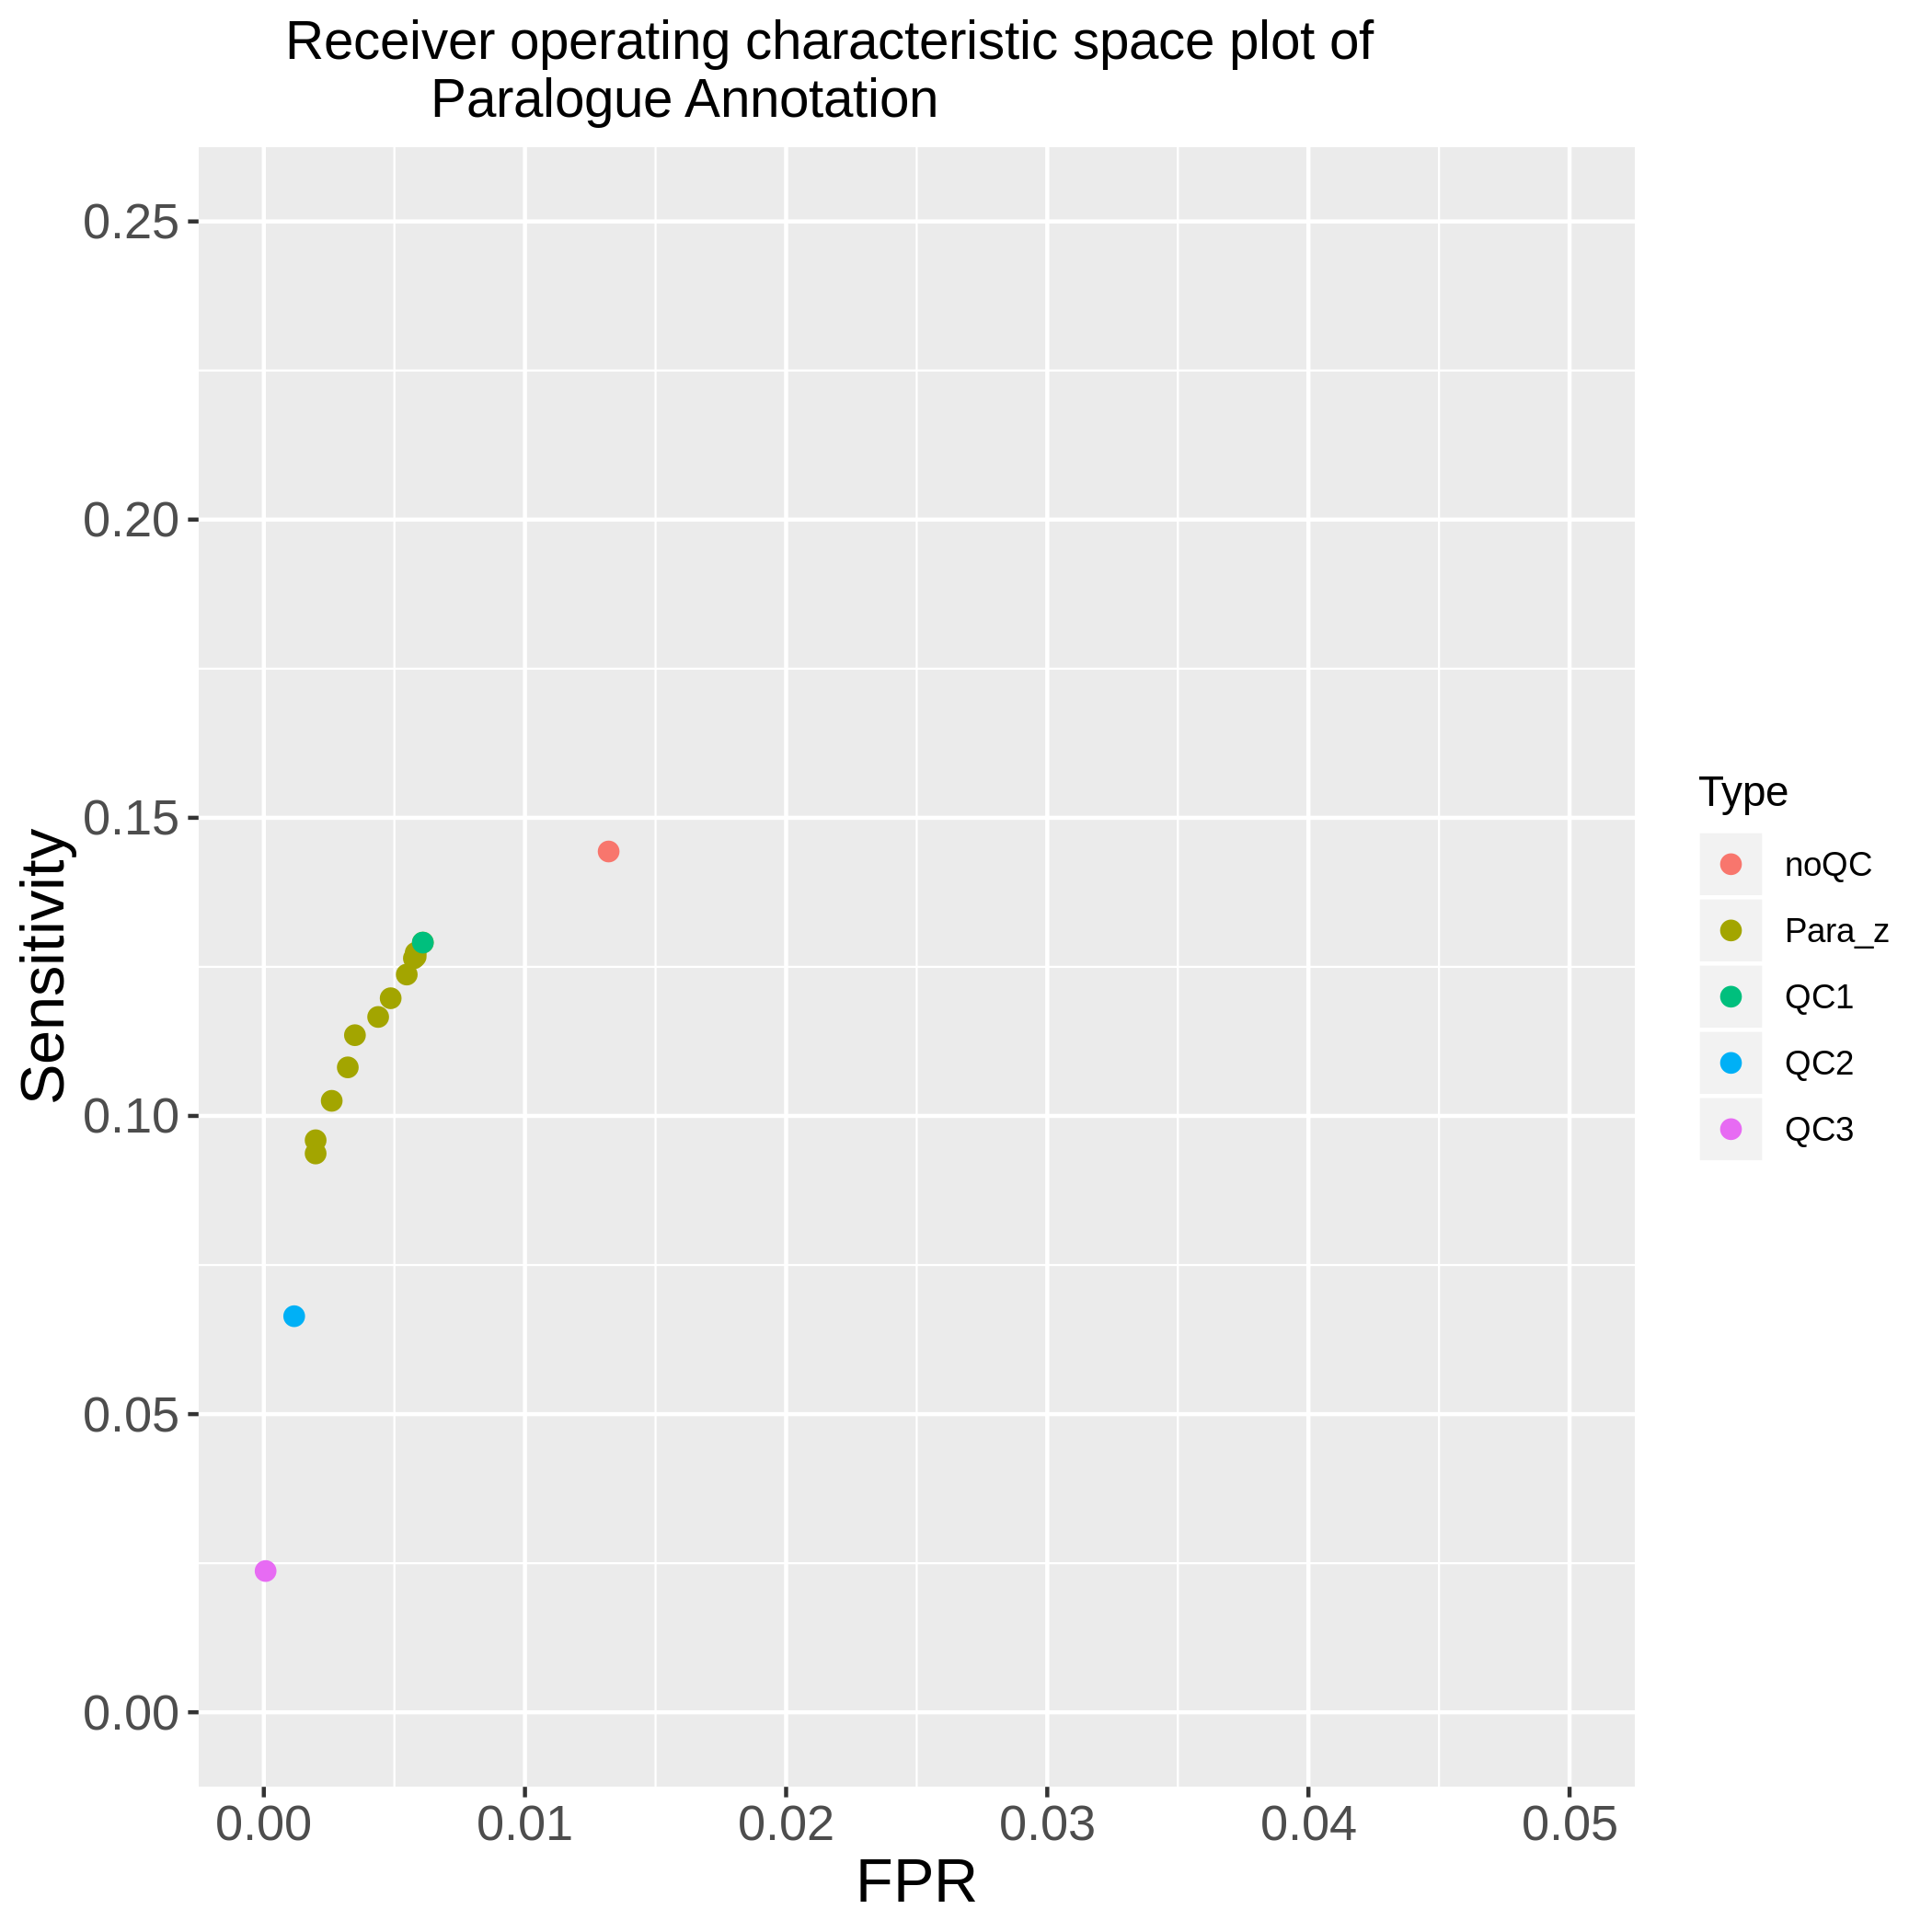 Receiver operating characteristic space plot of
Paralogue Annotation
0.25
0.20
0.15
0.10
0.05
0.00
Sensitivity
0.00 0.01 0.02 0.03 0.04 0.05
FPR
Type
noQC
Para_z
QC1
QC2
QC3